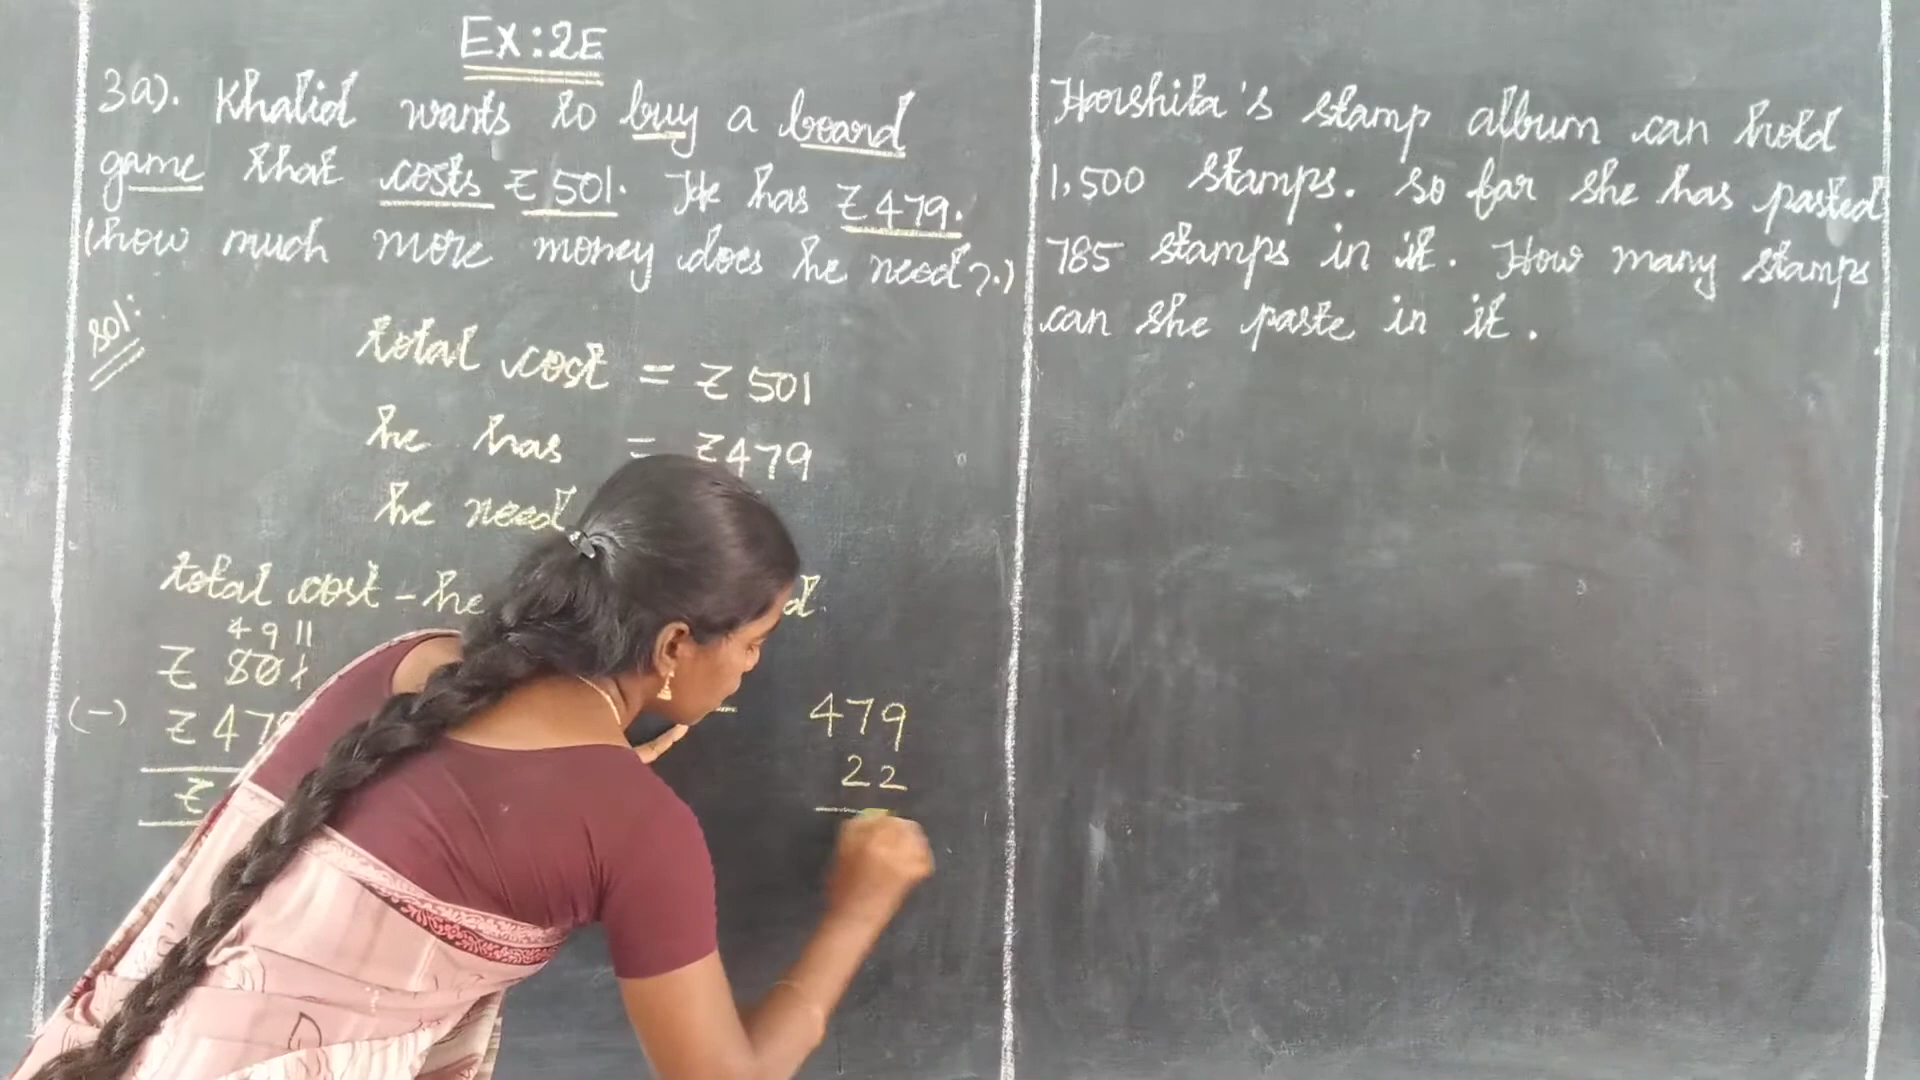 EX:2E
3a). Khalid wants to buy a board
game that costs ₹501. He has ₹479.
(how much more money does he need?.)
Sol:
total cost = ₹501
he has = ₹479
he need
total cost - he
4 9 11
₹ 501
(-) ₹ 479
₹
479
22
Harshita's stamp album can hold
1,500 stamps. so far she has pasted
785 stamps in it. How many stamps
can she paste in it.